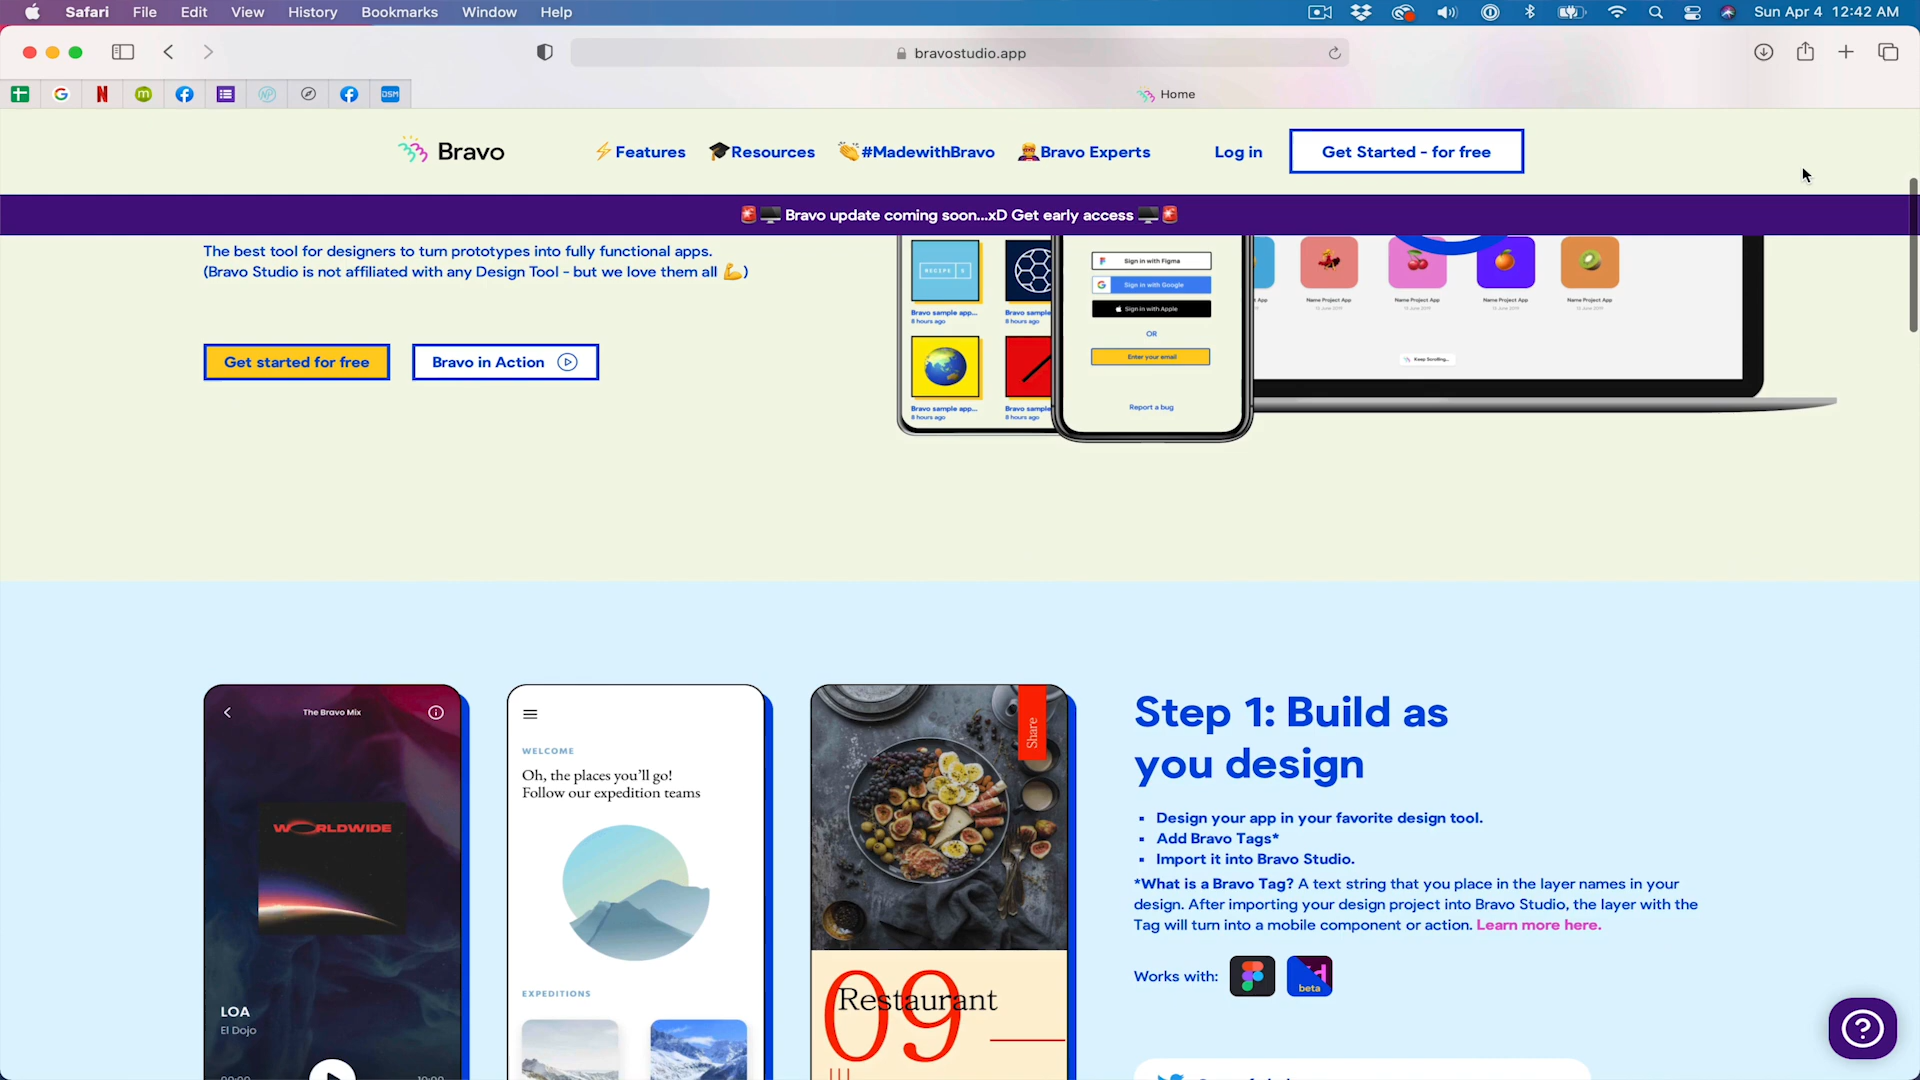 Safari File Edit View History Bookmarks Window Help
Sun Apr 4 12:42 AM
bravostudio.app
DSM
Home
Bravo
Features
Resources
#MadewithBravo
Bravo Experts
Log in
Get Started - for free
Bravo update coming soon...xD Get early access
The best tool for designers to turn prototypes into fully functional apps.
(Bravo Studio is not affiliated with any Design Tool - but we love them all 💪)
Get started for free
Bravo in Action
RECIPE S
Bravo sample app...
8 hours ago
Bravo sample
8 hours ago
Bravo sample app...
8 hours ago
Bravo sample
8 hours ago
Sign in with Figma
Sign in with Google
Sign in with Apple
OR
Enter your email
Report a bug
App
Name Project App
Name Project App
Name Project App
Name Project App
Keep Scrolling...
The Bravo Mix
WORLDWIDE
LOA
El Dojo
00:00
10:00
WELCOME
Oh, the places you'll go!
Follow our expedition teams
EXPEDITIONS
Share
09
Restaurant
Step 1: Build as
you design
▪ Design your app in your favorite design tool.
▪ Add Bravo Tags*
▪ Import it into Bravo Studio.
*What is a Bravo Tag? A text string that you place in the layer names in your
design. After importing your design project into Bravo Studio, the layer with the
Tag will turn into a mobile component or action. Learn more here.
Works with:
beta